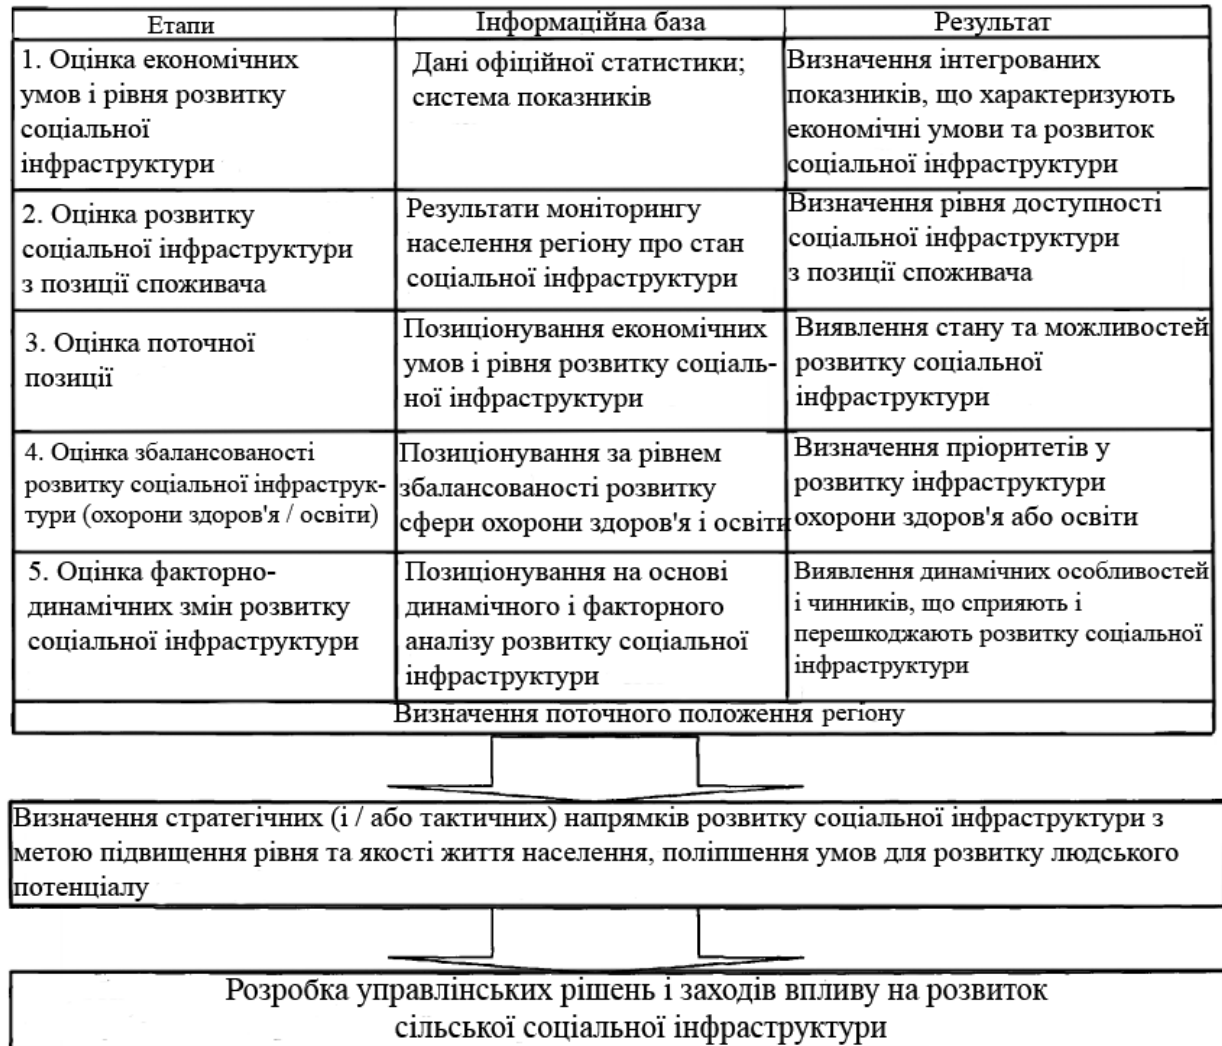 Етапи
Інформаційна база
Результат
1. Оцінка економічних
умов і рівня розвитку
соціальної
інфраструктури
Дані офіційної статистики;
система показників
Визначення інтегрованих
показників, що характеризують
економічні умови та розвиток
соціальної інфраструктури
2. Оцінка розвитку
соціальної інфраструктури
з позиції споживача
Результати моніторингу
населення регіону про стан
соціальної інфраструктури
Визначення рівня доступності
соціальної інфраструктури
з позиції споживача
3. Оцінка поточної
позиції
Позиціонування економічних
умов і рівня розвитку соціаль-
ної інфраструктури
Виявлення стану та можливостей
розвитку соціальної
інфраструктури
4. Оцінка збалансованості
розвитку соціальної інфраструк-
тури (охорони здоров'я / освіти)
Позиціонування за рівнем
збалансованості розвитку
сфери охорони здоров'я і освіти
Визначення пріоритетів у
розвитку інфраструктури
охорони здоров'я або освіти
5. Оцінка факторно-
динамічних змін розвитку
соціальної інфраструктури
Позиціонування на основі
динамічного і факторного
аналізу розвитку соціальної
інфраструктури
Виявлення динамічних особливостей
і чинників, що сприяють і
перешкоджають розвитку соціальної
інфраструктури
Визначення поточного положення регіону
Визначення стратегічних (і / або тактичних) напрямків розвитку соціальної інфраструктури з
метою підвищення рівня та якості життя населення, поліпшення умов для розвитку людського
потенціалу
Розробка управлінських рішень і заходів впливу на розвиток
сільської соціальної інфраструктури